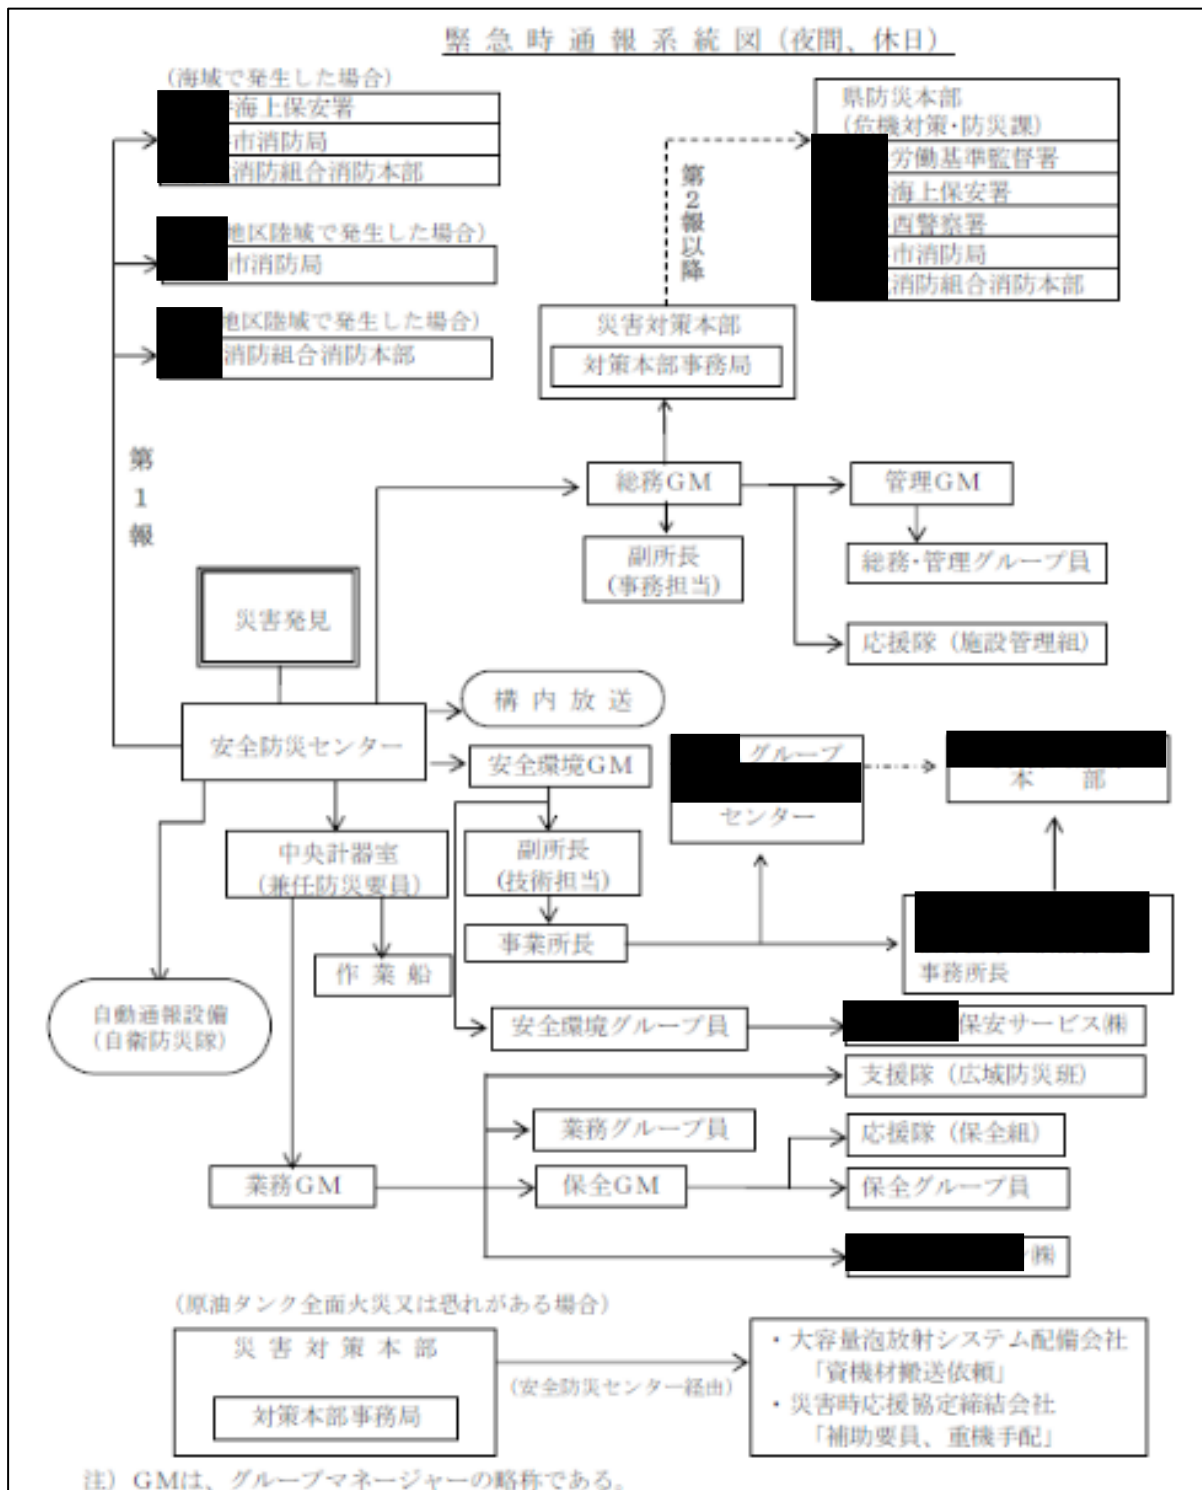 緊急時通報系統図（夜間、休日）
（海域で発生した場合）
海上保安署
市消防局
消防組合消防本部
地区陸域で発生した場合）
市消防局
地区陸域で発生した場合）
消防組合消防本部
県防災本部
（危機対策・防災課）
労働基準監督署
海上保安署
西警察署
市消防局
消防組合消防本部
第2報以降
災害対策本部
対策本部事務局
第1報
総務GM
管理GM
副所長
（事務担当）
総務・管理グループ員
応援隊（施設管理組）
災害発見
構内放送
安全防災センター
安全環境GM
グループ
センター
本　部
中央計器室
（兼任防災要員）
副所長
（技術担当）
事業所長
事務所長
作業船
自動通報設備
（自衛防災隊）
安全環境グループ員
保安サービス㈱
支援隊（広域防災班）
業務グループ員
応援隊（保全組）
業務GM
保全GM
保全グループ員
㈱
（原油タンク全面火災又は恐れがある場合）
災害対策本部
対策本部事務局
（安全防災センター経由）
・大容量泡放射システム配備会社
「資機材搬送依頼」
・災害時応援協定締結会社
「補助要員、重機手配」
注）GMは、グループマネージャーの略称である。